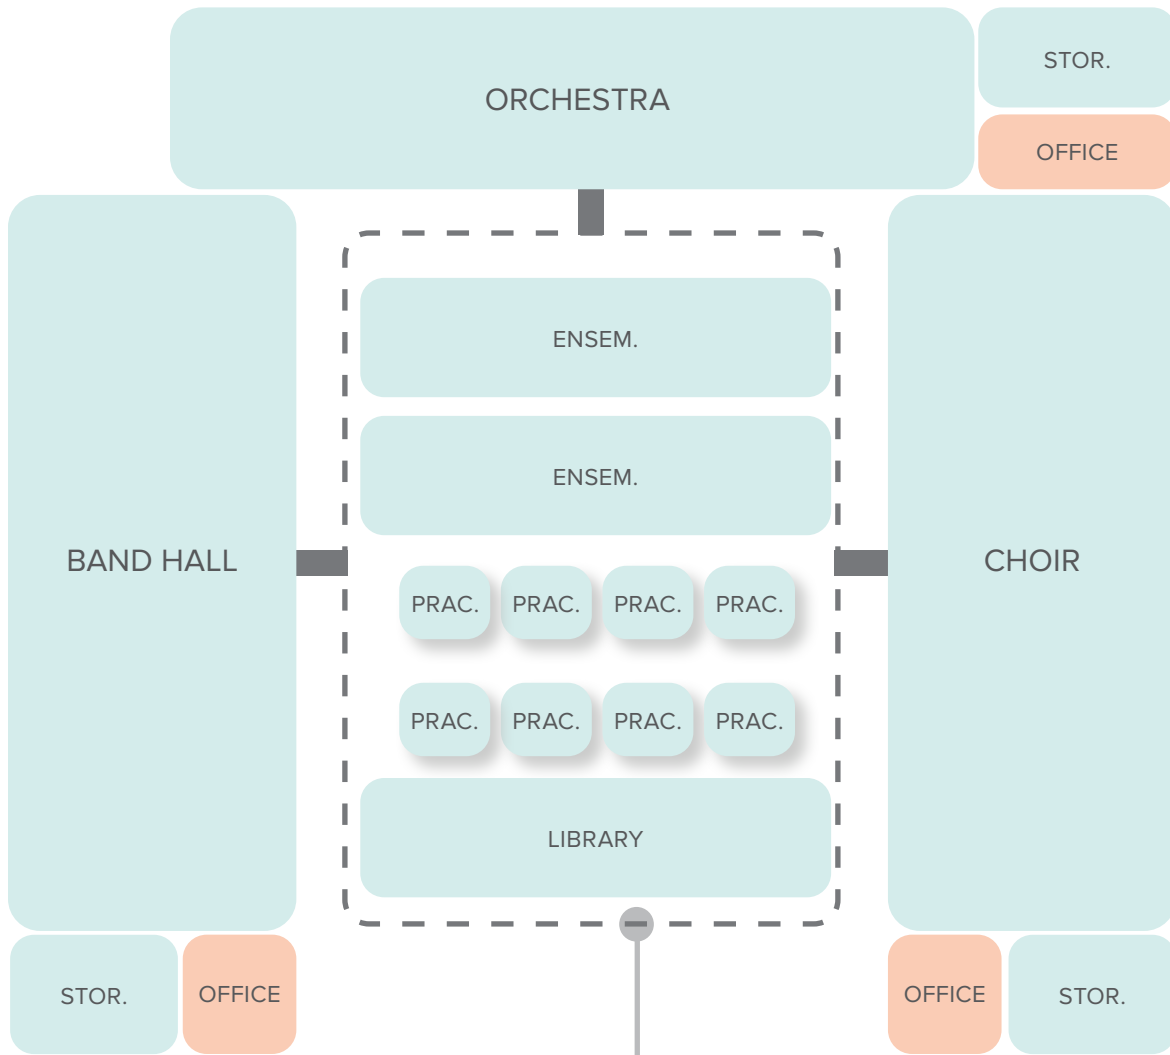 ORCHESTRA
STOR.
OFFICE
ENSEM.
ENSEM.
BAND HALL
CHOIR
PRAC. PRAC. PRAC. PRAC.
PRAC. PRAC. PRAC. PRAC.
LIBRARY
STOR.
OFFICE
OFFICE
STOR.